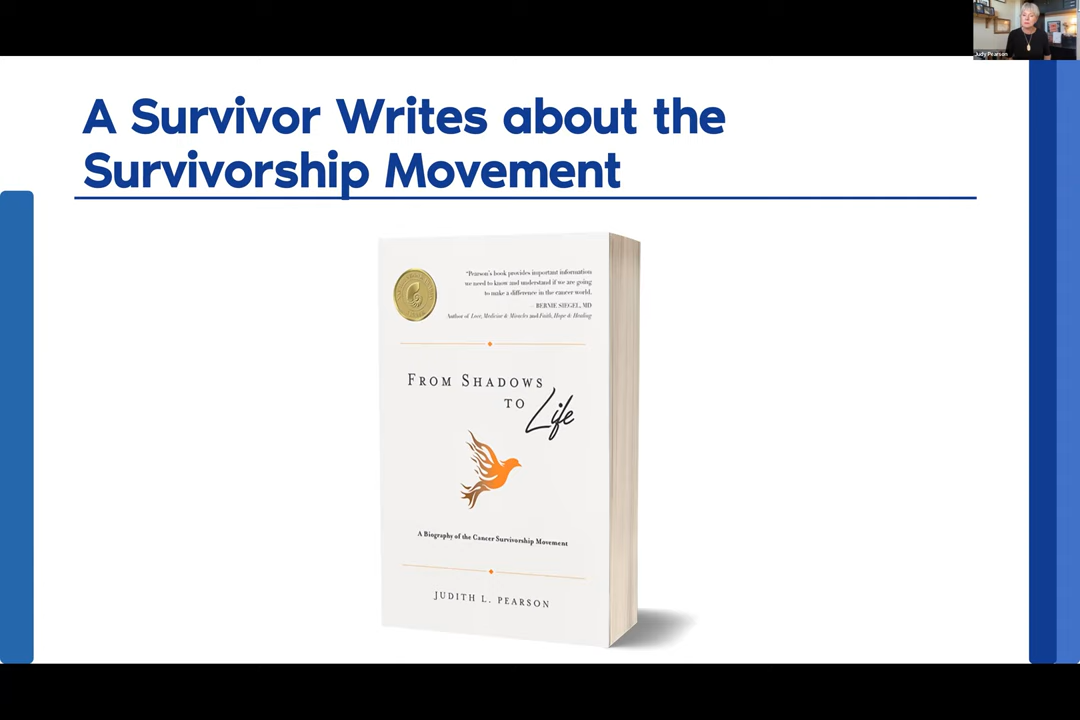 Judy Pearson
A Survivor Writes about the
Survivorship Movement
“Pearson's book provides important information
we need to know and understand if we are going
to make a difference in the cancer world.
- BERNIE SIEGEL, MD
Author of Love, Medicine & Miracles and Faith, Hope & Healing
FROM SHADOWS
TO Life
A Biography of the Cancer Survivorship Movement
JUDITH L. PEARSON